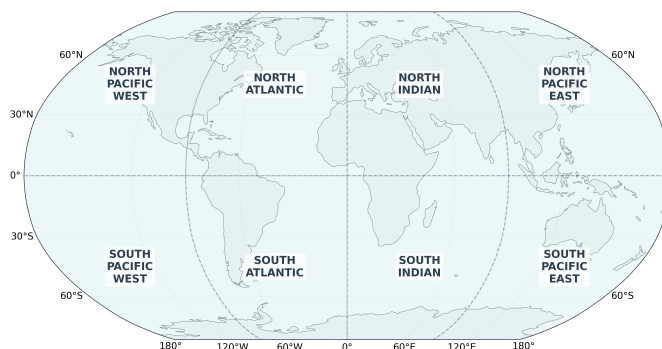 60°N
60°N
NORTH
PACIFIC
WEST
NORTH
ATLANTIC
NORTH
INDIAN
NORTH
PACIFIC
EAST
30°N
0°
30°S
SOUTH
PACIFIC
WEST
SOUTH
ATLANTIC
SOUTH
INDIAN
SOUTH
PACIFIC
EAST
60°S
60°S
180°
120°W
60°W
0°
60°E
120°E
180°